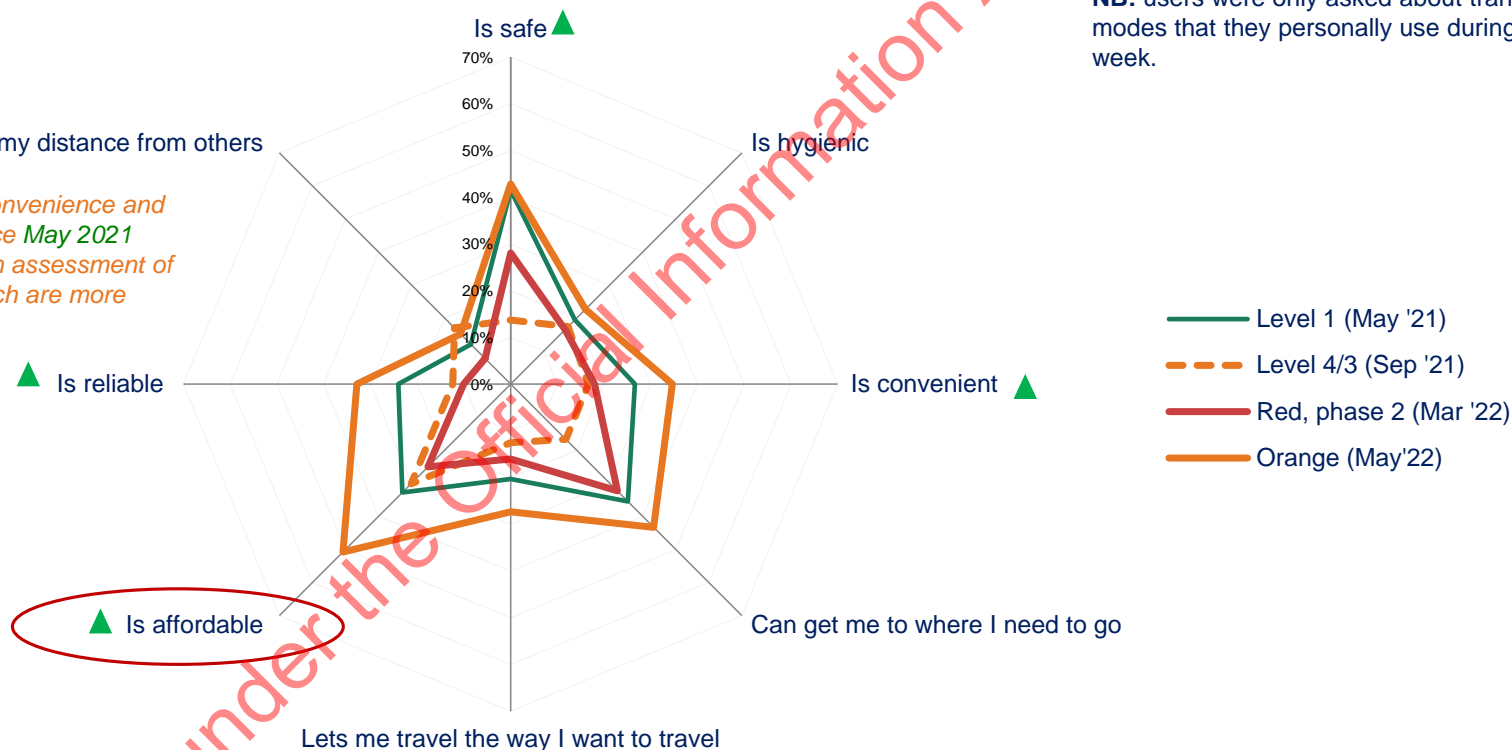 NB: users were only asked about
modes that they personally use during
week.
Is safe
70%
60%
50%
40%
30%
20%
10%
0%
my distance from others
Is hygienic
and
May 2021
assessment of
are more
Is reliable
Is convenient
Level 1 (May '21)
Level 4/3 (Sep '21)
Red, phase 2 (Mar '22)
Orange (May'22)
Is affordable
Can get me to where I need to go
Lets me travel the way I want to travel
under the Official Information